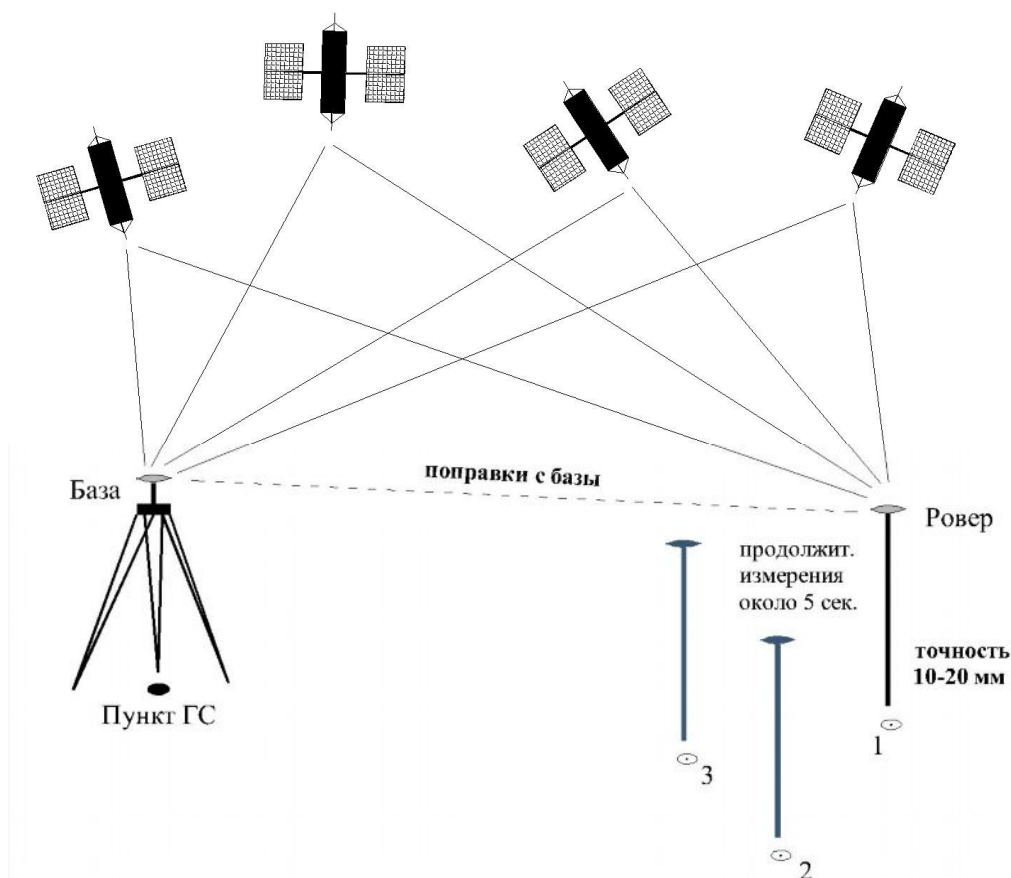 поправки с базы
База
Ровер
продолжит.
измерения
около 5 сек.
точность
10-20 мм
Пункт ГС
1
3
2